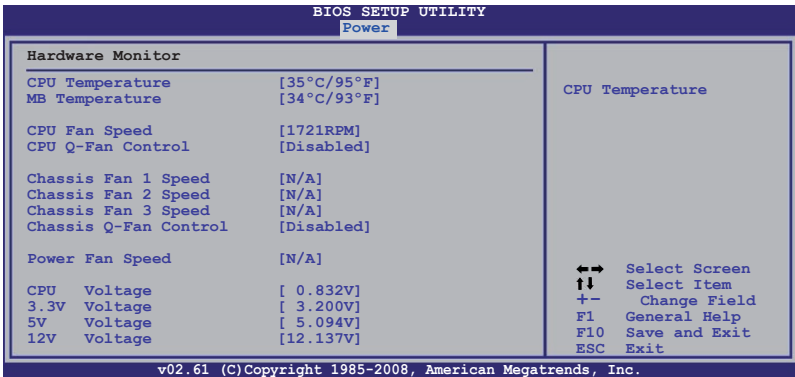 BIOS SETUP UTILITY
Power
Hardware Monitor
CPU Temperature [35°C/95°F]
MB Temperature [34°C/93°F]
CPU Fan Speed [1721RPM]
CPU Q-Fan Control [Disabled]
Chassis Fan 1 Speed [N/A]
Chassis Fan 2 Speed [N/A]
Chassis Fan 3 Speed [N/A]
Chassis Q-Fan Control [Disabled]
Power Fan Speed [N/A]
CPU Voltage [ 0.832V]
3.3V Voltage [ 3.200V]
5V Voltage [ 5.094V]
12V Voltage [12.137V]
CPU Temperature
←→ Select Screen
↑↓ Select Item
+- Change Field
F1 General Help
F10 Save and Exit
ESC Exit
v02.61 (C)Copyright 1985-2008, American Megatrends, Inc.